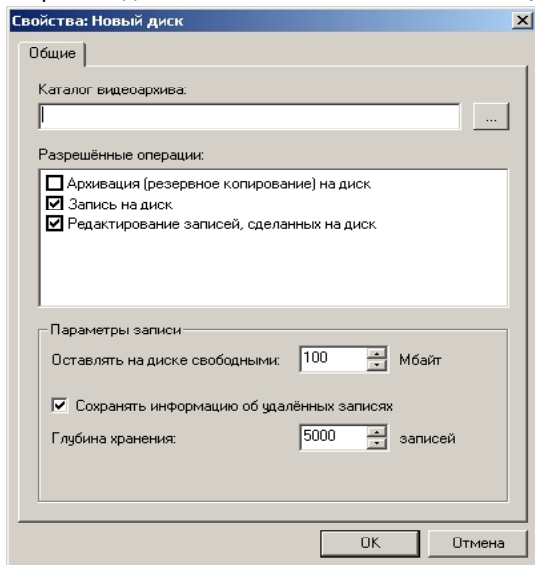 Свойства: Новый диск
Общие
Каталог видеоархива:
...
Разрешённые операции:
Архивация (резервное копирование) на диск
Запись на диск
Редактирование записей, сделанных на диск
Параметры записи
Оставлять на диске свободными: 100 Мбайт
Сохранять информацию об удалённых записях
Глубина хранения: 5000 записей
OK Отмена